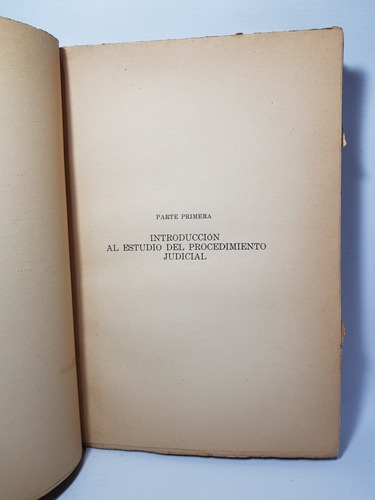 PARTE PRIMERA
INTRODUCCIÓN
AL ESTUDIO DEL PROCEDIMIENTO
JUDICIAL